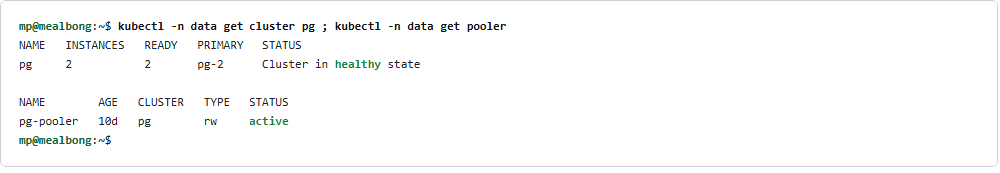 mp@mealbong:~$ kubectl -n data get cluster pg ; kubectl -n data get pooler
NAME   INSTANCES   READY   PRIMARY   STATUS
pg     2           2       pg-2      Cluster in healthy state

NAME        AGE   CLUSTER   TYPE   STATUS
pg-pooler   10d   pg        rw     active
mp@mealbong:~$